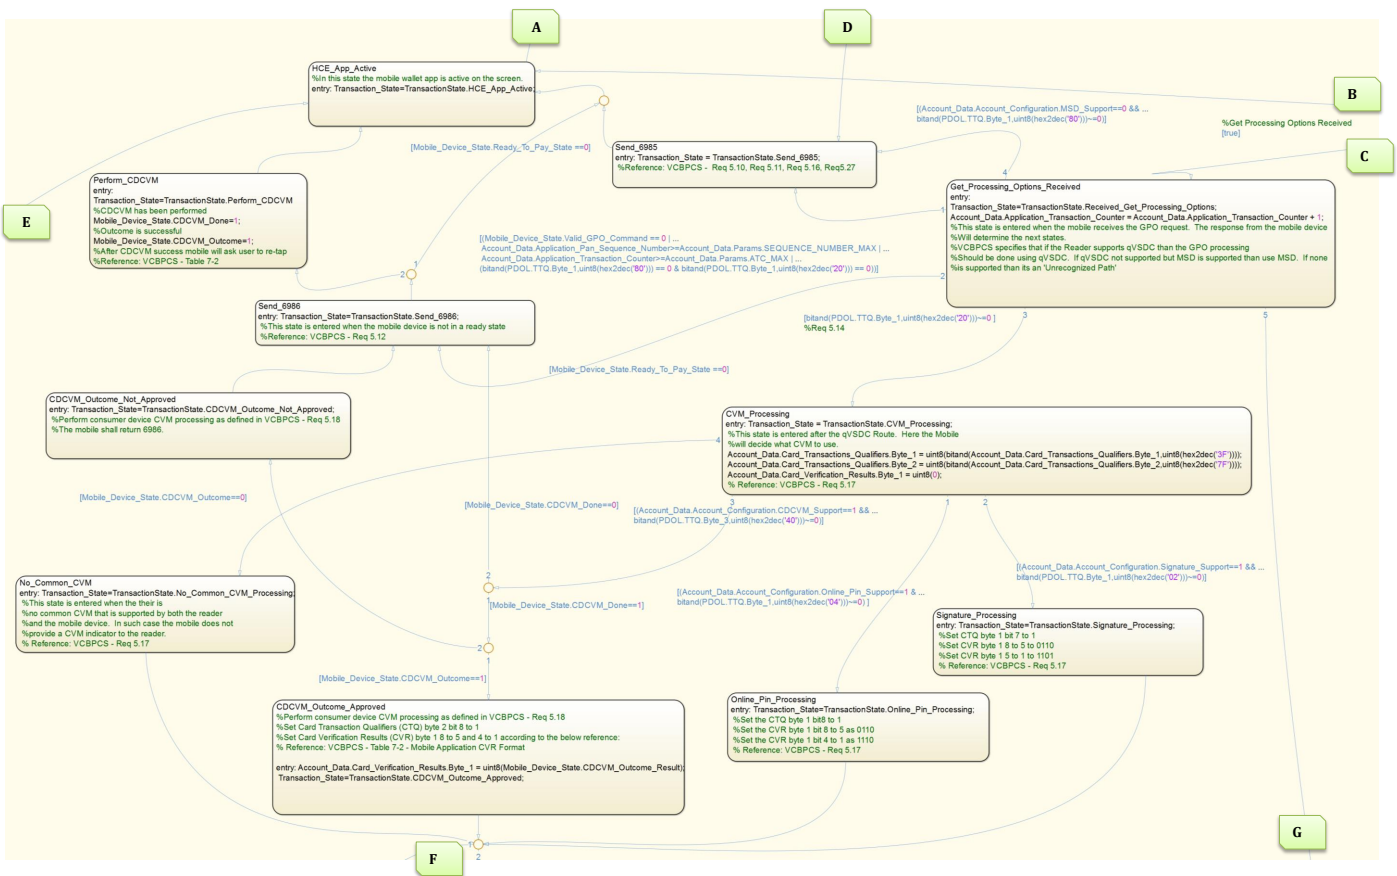 A
D
HCE_App_Active
%In this state the mobile wallet app is active on the screen.
entry: Transaction_State=TransactionState.HCE_App_Active;
B
[(Account_Data.Account_Configuration.MSD_Support==0 && ...
bitand(PDOL.TTQ.Byte_1,uint8(hex2dec('80')))~=0)]
%Get Processing Options Received
[true]
C
[Mobile_Device_State.Ready_To_Pay_State ==0]
Send_6985
entry: Transaction_State = TransactionState.Send_6985;
%Reference: VCBPCS - Req 5.10, Req 5.11, Req 5.16, Req5.27
4
Perform_CDCVM
entry:
Transaction_State=TransactionState.Perform_CDCVM
%CDCVM has been performed
Mobile_Device_State.CDCVM_Done=1;
%Outcome is successful
Mobile_Device_State.CDCVM_Outcome=1;
%After CDCVM success mobile will ask user to re-tap
%Reference: VCBPCS - Table 7-2
Get_Processing_Options_Received
entry:
Transaction_State=TransactionState.Received_Get_Processing_Options;
Account_Data.Application_Transaction_Counter = Account_Data.Application_Transaction_Counter + 1;
%This state is entered when the mobile receives the GPO request. The response from the mobile device
%Will determine the next states.
%VCBPCS specifies that if the Reader supports qVSDC than the GPO processing
%Should be done using qVSDC. If qVSDC not supported but MSD is supported than use MSD. If none
%is supported than its an 'Unrecognized Path'
1
2
3
5
E
[(Mobile_Device_State.Valid_GPO_Command == 0 | ...
Account_Data.Application_Pan_Sequence_Number>=Account_Data.Params.SEQUENCE_NUMBER_MAX | ...
Account_Data.Application_Transaction_Counter>=Account_Data.Params.ATC_MAX | ...
(bitand(PDOL.TTQ.Byte_1,uint8(hex2dec('80'))) == 0 & bitand(PDOL.TTQ.Byte_1,uint8(hex2dec('20'))) == 0))]
1
2
Send_6986
entry: Transaction_State=TransactionState.Send_6986;
%This state is entered when the mobile device is not in a ready state
%Reference: VCBPCS - Req 5.12
[bitand(PDOL.TTQ.Byte_1,uint8(hex2dec('20')))~=0 ]
%Req 5.14
[Mobile_Device_State.Ready_To_Pay_State ==0]
CDCVM_Outcome_Not_Approved
entry: Transaction_State=TransactionState.CDCVM_Outcome_Not_Approved;
%Perform consumer device CVM processing as defined in VCBPCS - Req 5.18
%The mobile shall return 6986.
CVM_Processing
entry: Transaction_State = TransactionState.CVM_Processing;
%This state is entered after the qVSDC Route. Here the Mobile
%will decide what CVM to use.
Account_Data.Card_Transactions_Qualifiers.Byte_1 = uint8(bitand(Account_Data.Card_Transactions_Qualifiers.Byte_1,uint8(hex2dec('3F'))));
Account_Data.Card_Transactions_Qualifiers.Byte_2 = uint8(bitand(Account_Data.Card_Transactions_Qualifiers.Byte_2,uint8(hex2dec('7F'))));
Account_Data.Card_Verification_Results.Byte_1 = uint8(0);
% Reference: VCBPCS - Req 5.17
4
3
1
2
[Mobile_Device_State.CDCVM_Outcome==0]
[Mobile_Device_State.CDCVM_Done==0]
[(Account_Data.Account_Configuration.CDCVM_Support==1 && ...
bitand(PDOL.TTQ.Byte_3,uint8(hex2dec('40')))~=0)]
[(Account_Data.Account_Configuration.Signature_Support==1 && ...
bitand(PDOL.TTQ.Byte_1,uint8(hex2dec('02')))~=0)]
No_Common_CVM
entry: Transaction_State=TransactionState.No_Common_CVM_Processing;
%This state is entered when the their is
%no common CVM that is supported by both the reader
%and the mobile device. In such case the mobile does not
%provide a CVM indicator to the reader.
% Reference: VCBPCS - Req 5.17
2
1
[Mobile_Device_State.CDCVM_Done==1]
[(Account_Data.Account_Configuration.Online_Pin_Support==1 & ...
bitand(PDOL.TTQ.Byte_1,uint8(hex2dec('04')))~=0) ]
Signature_Processing
entry: Transaction_State=TransactionState.Signature_Processing;
%Set CTQ byte 1 bit 7 to 1
%Set CVR byte 1 8 to 5 to 0110
%Set CVR byte 1 5 to 1 to 1101
% Reference: VCBPCS - Req 5.17
2
1
[Mobile_Device_State.CDCVM_Outcome==1]
CDCVM_Outcome_Approved
%Perform consumer device CVM processing as defined in VCBPCS - Req 5.18
%Set Card Transaction Qualifiers (CTQ) byte 2 bit 8 to 1
%Set Card Verification Results (CVR) byte 1 8 to 5 and 4 to 1 according to the below reference:
% Reference: VCBPCS - Table 7-2 - Mobile Application CVR Format
entry: Account_Data.Card_Verification_Results.Byte_1 = uint8(Mobile_Device_State.CDCVM_Outcome_Result);
Transaction_State=TransactionState.CDCVM_Outcome_Approved;
Online_Pin_Processing
entry: Transaction_State=TransactionState.Online_Pin_Processing;
%Set the CTQ byte 1 bit8 to 1
%Set the CVR byte 1 bit 8 to 5 as 0110
%Set the CVR byte 1 bit 4 to 1 as 1110
% Reference: VCBPCS - Req 5.17
G
1
2
F